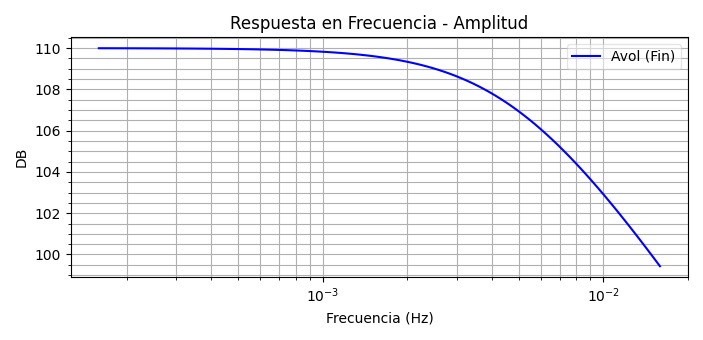 Respuesta en Frecuencia - Amplitud
Avol (Fin)
DB
110
108
106
104
102
100
10⁻³
10⁻²
Frecuencia (Hz)